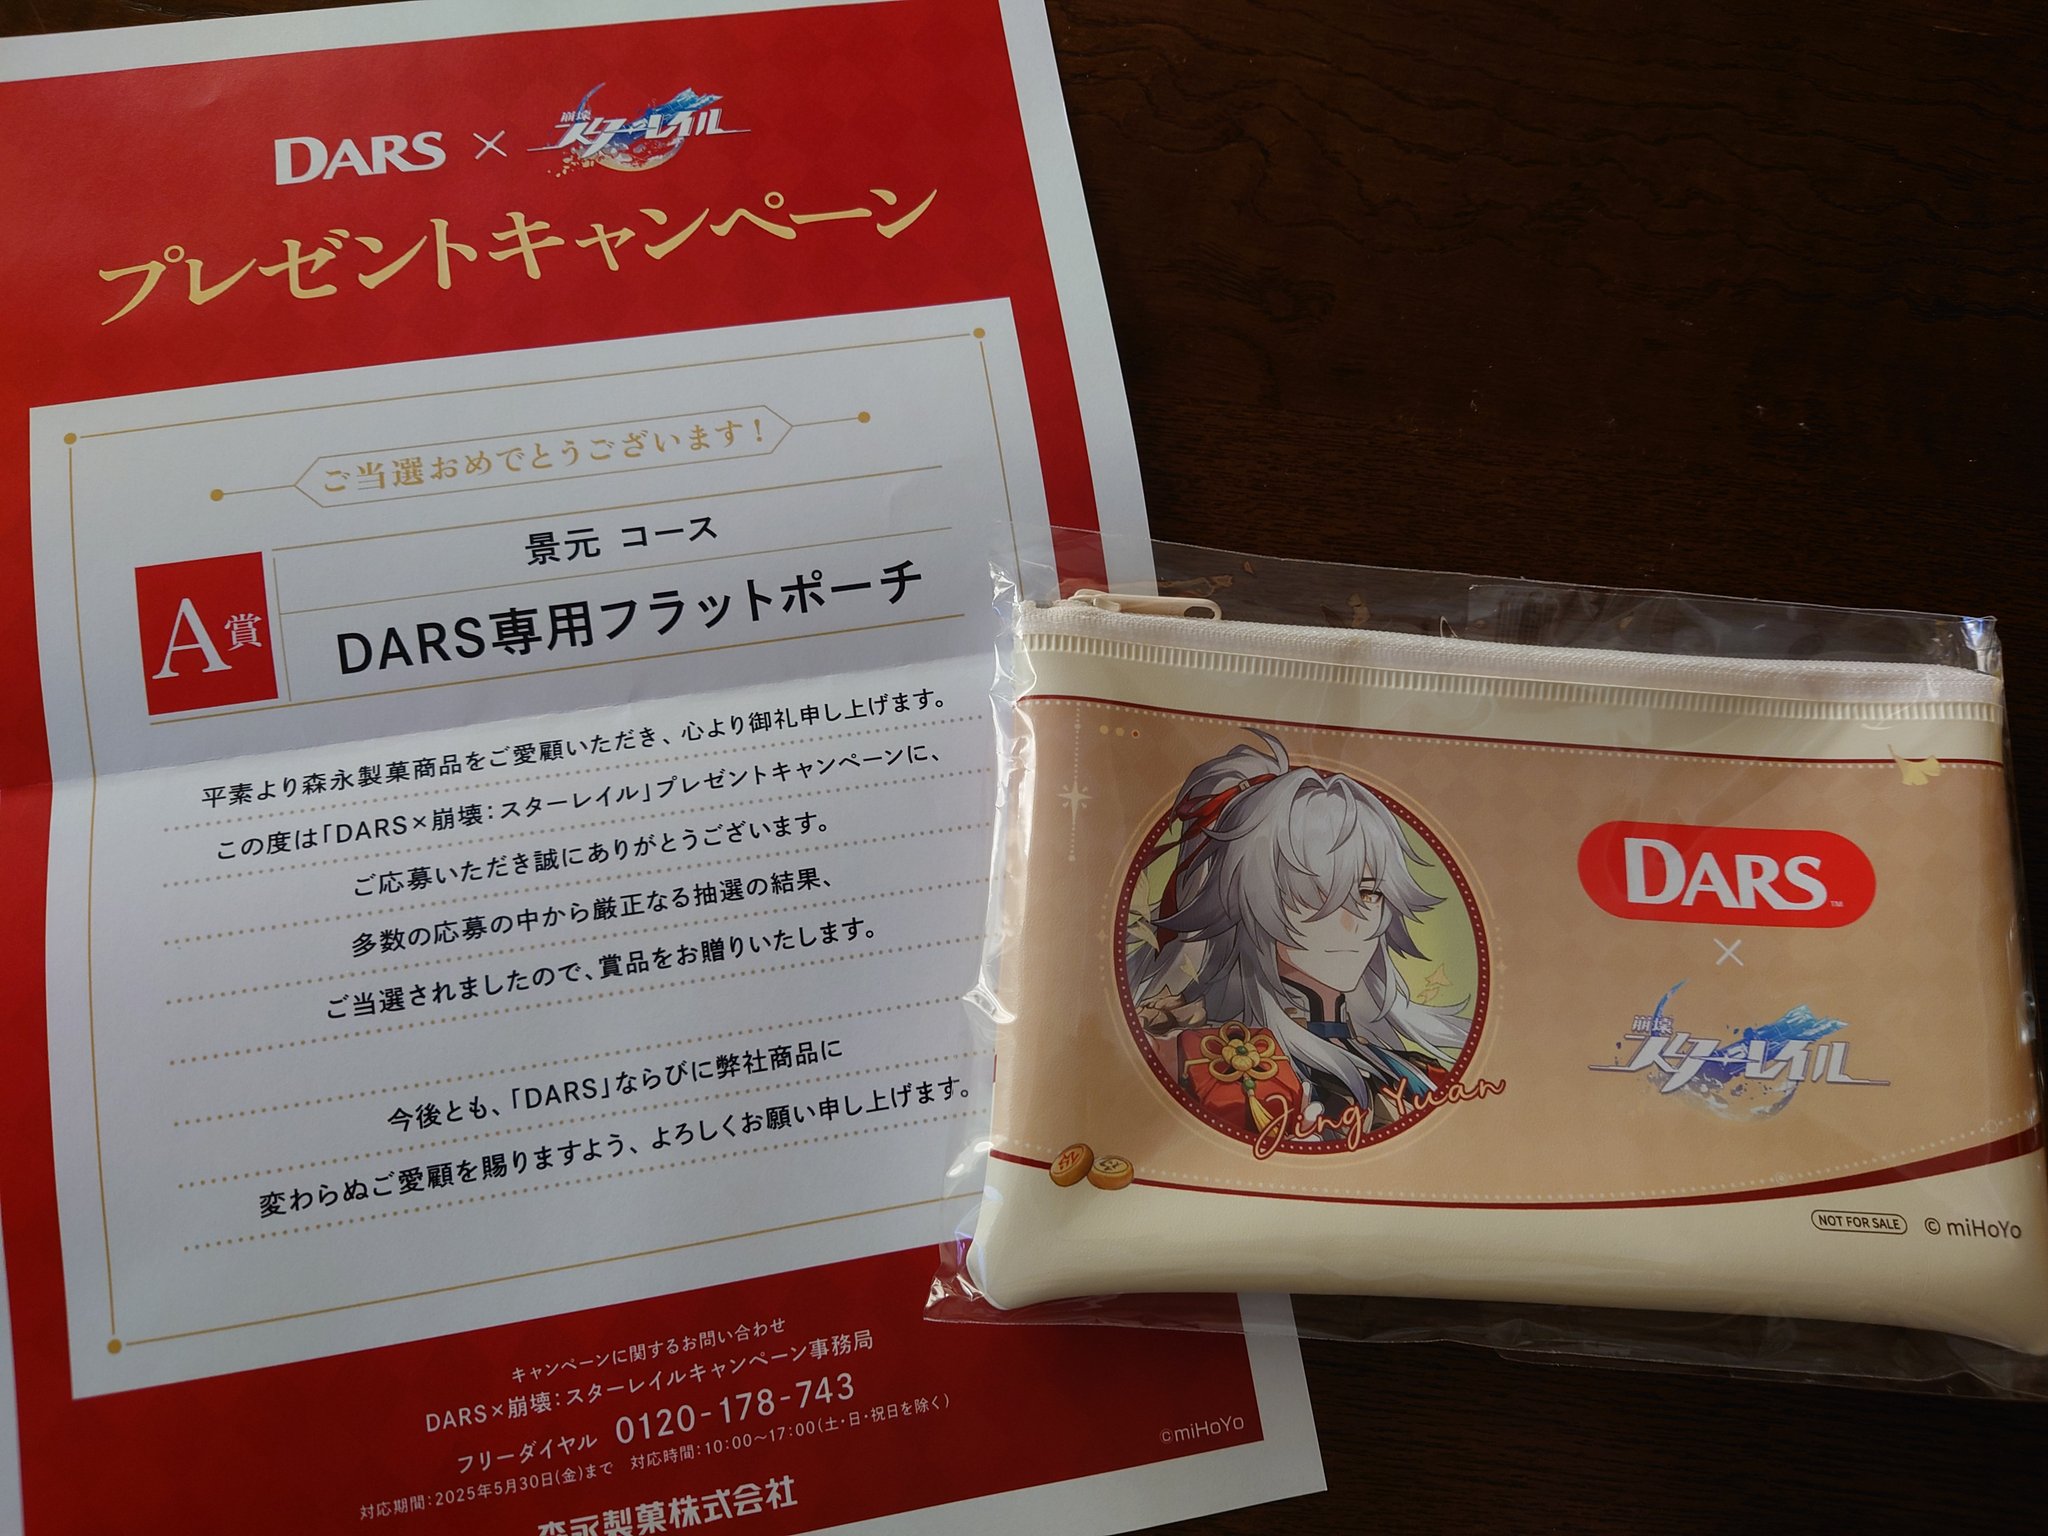 DARS × 崩壊スターレイル
プレゼントキャンペーン
ご当選おめでとうございます！
A賞
景元 コース
DARS専用フラットポーチ
平素より森永製菓商品をご愛顧いただき、心より御礼申し上げます。
この度は「DARS×崩壊：スターレイル」プレゼントキャンペーンに、
ご応募いただき誠にありがとうございます。
多数の応募の中から厳正なる抽選の結果、
ご当選されましたので、賞品をお贈りいたします。
今後とも、「DARS」ならびに弊社商品に
変わらぬご愛顧を賜りますよう、よろしくお願い申し上げます。
キャンペーンに関するお問い合わせ
DARS×崩壊：スターレイルキャンペーン事務局
フリーダイヤル 0120-178-743
対応期間：2025年5月30日(金)まで 対応時間：10:00〜17:00(土・日・祝日を除く)
森永製菓株式会社
©miHoYo
Jing Yuan
DARS™
×
崩壊
スターレイル
NOT FOR SALE © miHoYo